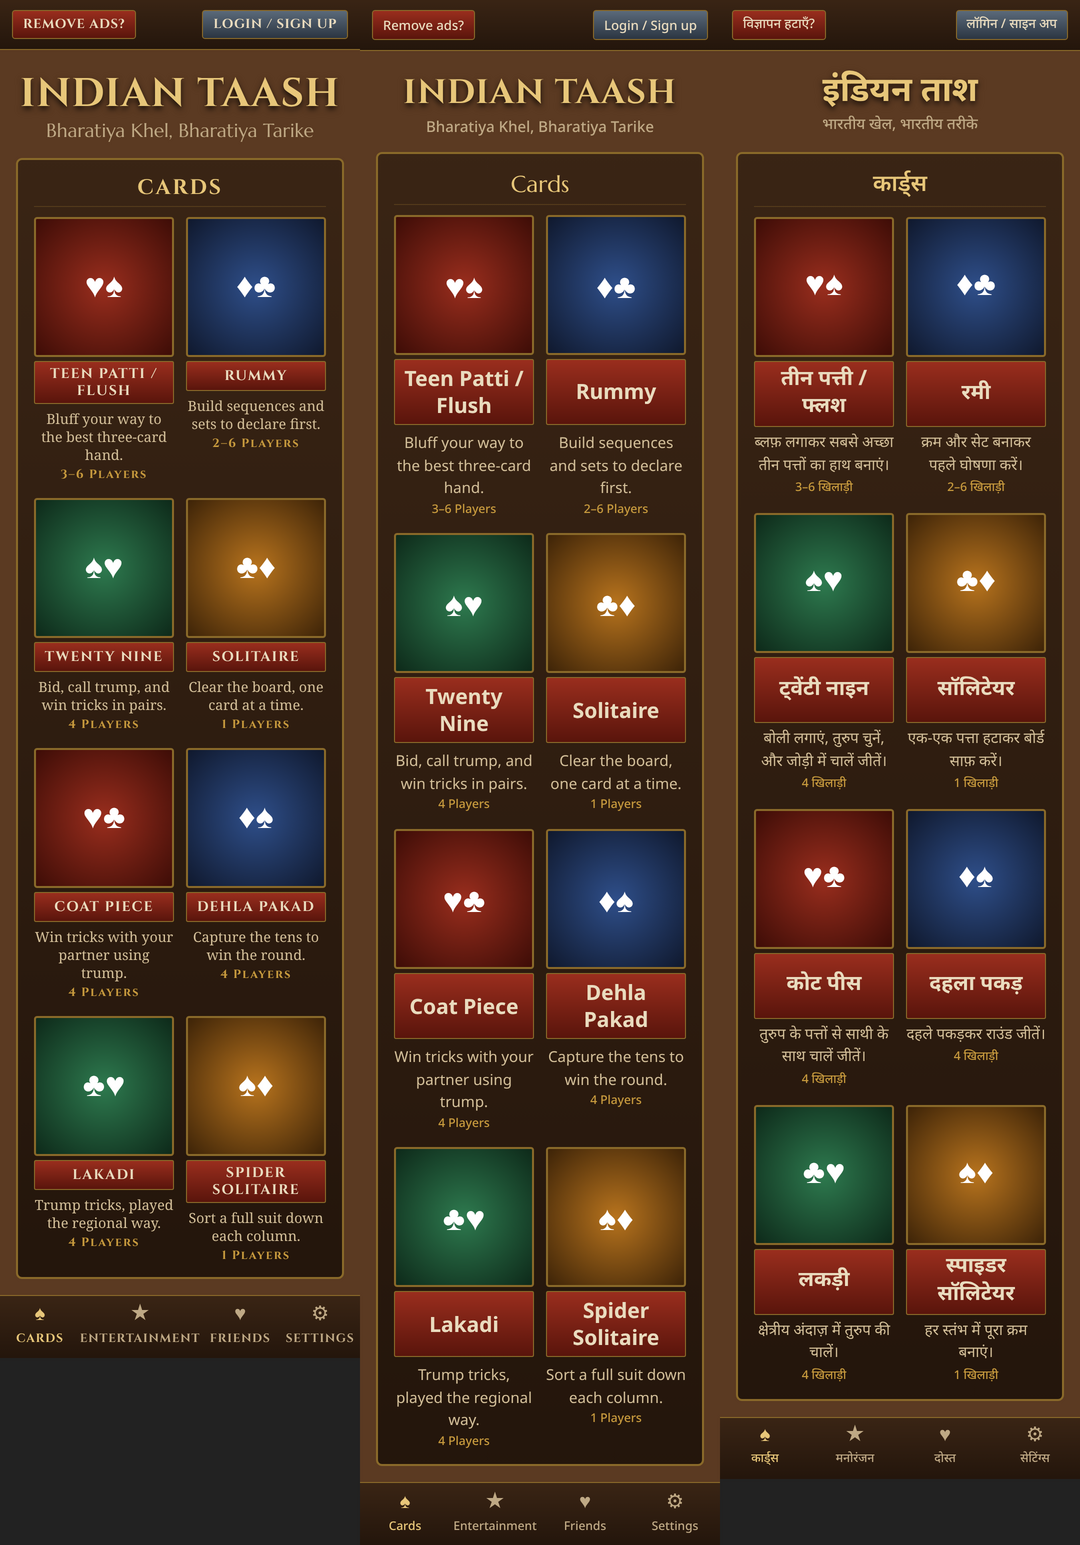 REMOVE ADS?
LOGIN / SIGN UP
INDIAN TAASH
Bharatiya Khel, Bharatiya Tarike
CARDS
TEEN PATTI /
FLUSH
Bluff your way to
the best three-card
hand.
3–6 PLAYERS
RUMMY
Build sequences and
sets to declare first.
2–6 PLAYERS
TWENTY NINE
Bid, call trump, and
win tricks in pairs.
4 PLAYERS
SOLITAIRE
Clear the board, one
card at a time.
1 PLAYERS
COAT PIECE
Win tricks with your
partner using
trump.
4 PLAYERS
DEHLA PAKAD
Capture the tens to
win the round.
4 PLAYERS
LAKADI
Trump tricks, played
the regional way.
4 PLAYERS
SPIDER
SOLITAIRE
Sort a full suit down
each column.
1 PLAYERS
CARDS
ENTERTAINMENT
FRIENDS
SETTINGS
Remove ads?
Login / Sign up
INDIAN TAASH
Bharatiya Khel, Bharatiya Tarike
Cards
Teen Patti /
Flush
Bluff your way to
the best three-card
hand.
3–6 Players
Rummy
Build sequences
and sets to declare
first.
2–6 Players
Twenty
Nine
Bid, call trump, and
win tricks in pairs.
4 Players
Solitaire
Clear the board,
one card at a time.
1 Players
Coat Piece
Win tricks with your
partner using
trump.
4 Players
Dehla
Pakad
Capture the tens to
win the round.
4 Players
Lakadi
Trump tricks,
played the regional
way.
4 Players
Spider
Solitaire
Sort a full suit down
each column.
1 Players
Cards
Entertainment
Friends
Settings
विज्ञापन हटाएँ?
लॉगिन / साइन अप
इंडियन ताश
भारतीय खेल, भारतीय तरीके
कार्ड्स
तीन पत्ती /
फ्लश
ब्लफ़ लगाकर सबसे अच्छा
तीन पत्तों का हाथ बनाएं।
3–6 खिलाड़ी
रमी
क्रम और सेट बनाकर
पहले घोषणा करें।
2–6 खिलाड़ी
ट्वेंटी नाइन
बोली लगाएं, तुरुप चुनें,
और जोड़ी में चालें जीतें।
4 खिलाड़ी
सॉलिटेयर
एक-एक पत्ता हटाकर बोर्ड
साफ़ करें।
1 खिलाड़ी
कोट पीस
तुरुप के पत्तों से साथी के
साथ चालें जीतें।
4 खिलाड़ी
दहला पकड़
दहले पकड़कर राउंड जीतें।
4 खिलाड़ी
लकड़ी
क्षेत्रीय अंदाज़ में तुरुप की
चालें।
4 खिलाड़ी
स्पाइडर
सॉलिटेयर
हर स्तंभ में पूरा क्रम
बनाएं।
1 खिलाड़ी
कार्ड्स
मनोरंजन
दोस्त
सेटिंग्स